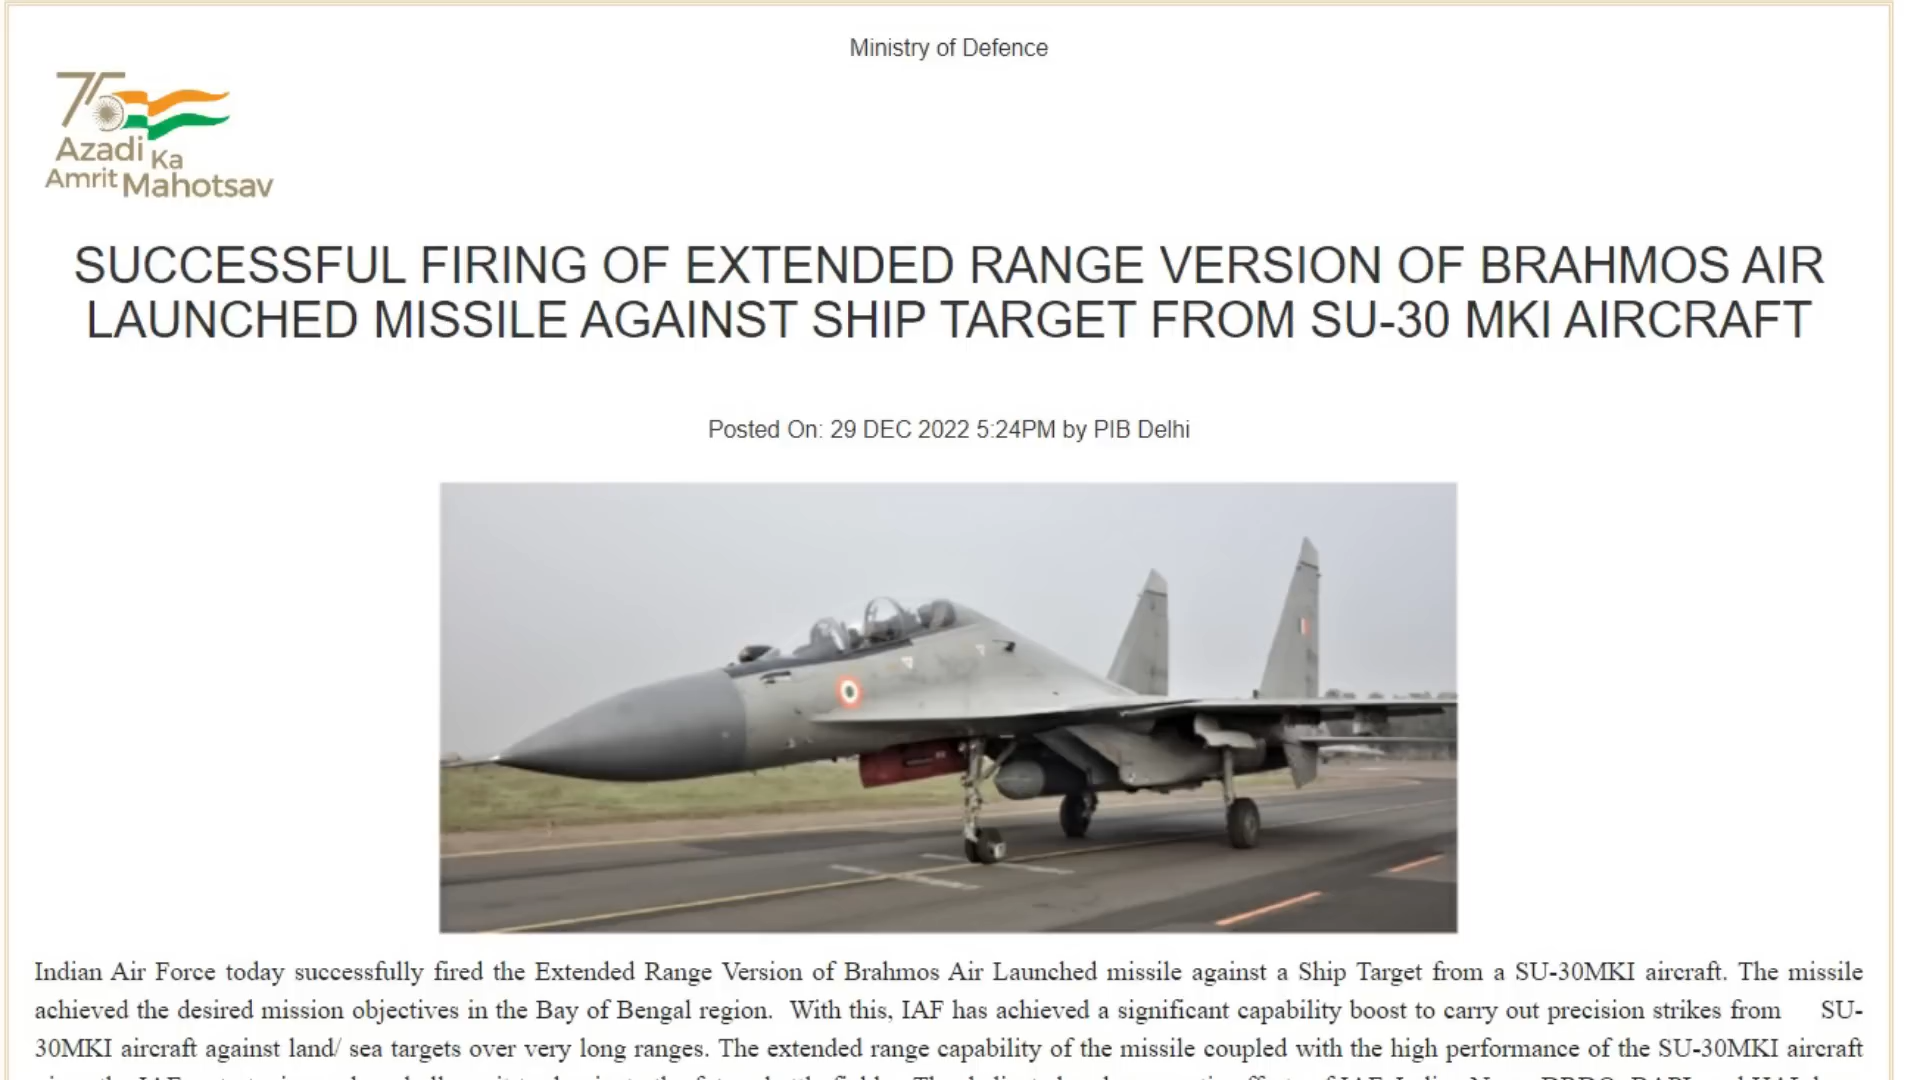 Ministry of Defence
75
Azadi Ka
Amrit Mahotsav
SUCCESSFUL FIRING OF EXTENDED RANGE VERSION OF BRAHMOS AIR
LAUNCHED MISSILE AGAINST SHIP TARGET FROM SU-30 MKI AIRCRAFT
Posted On: 29 DEC 2022 5:24PM by PIB Delhi
Indian Air Force today successfully fired the Extended Range Version of Brahmos Air Launched missile against a Ship Target from a SU-30MKI aircraft. The missile
achieved the desired mission objectives in the Bay of Bengal region. With this, IAF has achieved a significant capability boost to carry out precision strikes from SU-
30MKI aircraft against land/ sea targets over very long ranges. The extended range capability of the missile coupled with the high performance of the SU-30MKI aircraft